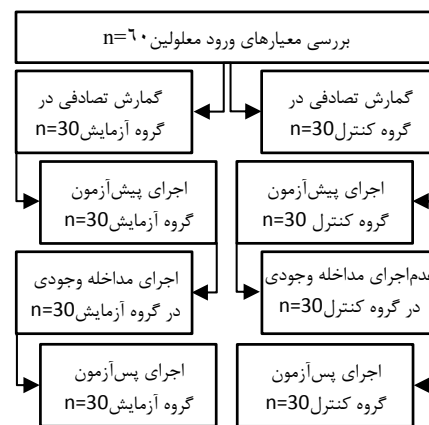 بررسی معیارهای ورود معلولین n=۶۰
گمارش تصادفی در
گروه کنترل n=30
گمارش تصادفی در
گروه آزمایش n=30
اجرای پیش‌آزمون
گروه کنترل n=30
اجرای پیش‌آزمون
گروه آزمایش n=30
عدم‌اجرای مداخله وجودی
در گروه کنترل n=30
اجرای مداخله وجودی
در گروه آزمایش n=30
اجرای پس‌آزمون
گروه کنترل n=30
اجرای پس‌آزمون
گروه آزمایش n=30